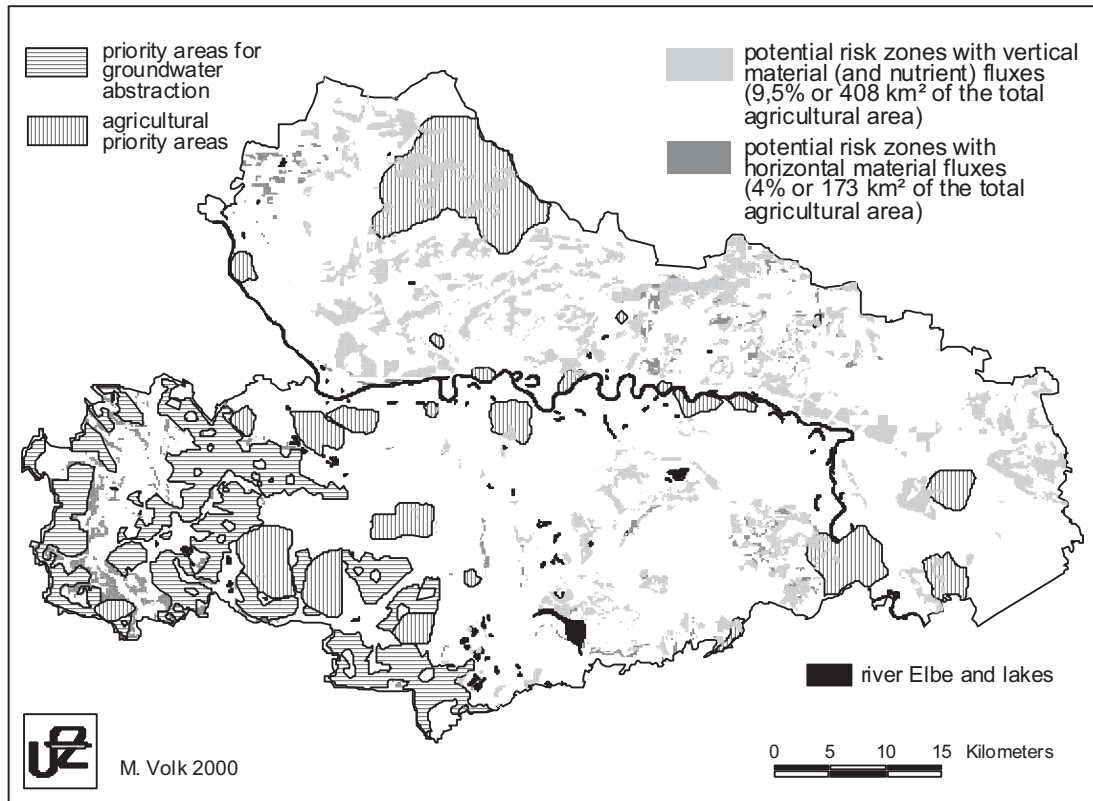 priority areas for
groundwater
abstraction
agricultural
priority areas
potential risk zones with vertical
material (and nutrient) fluxes
(9,5% or 408 km² of the total
agricultural area)
potential risk zones with
horizontal material fluxes
(4% or 173 km² of the total
agricultural area)
river Elbe and lakes
UFZ
M. Volk 2000
0 5 10 15 Kilometers